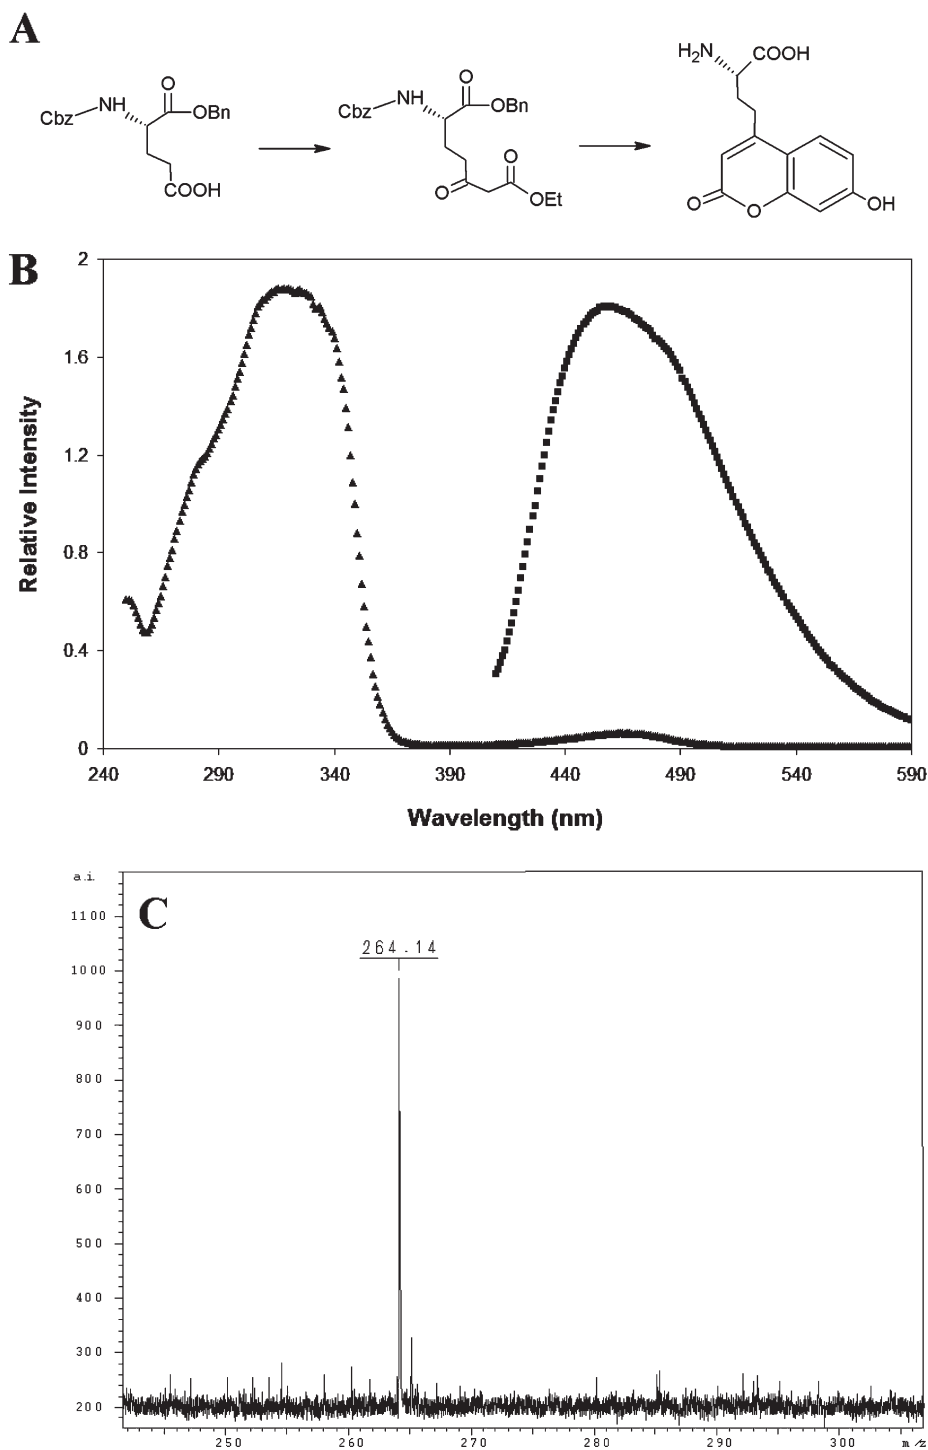 A
Cbz NH O OBn COOH
Cbz NH O OBn O O OEt
H₂N COOH O O OH
B
Relative Intensity
2
1.6
1.2
0.8
0.4
0
240 290 340 390 440 490 540 590
Wavelength (nm)
C
a.i.
264.14
1100
1000
900
800
700
600
500
400
300
200
250 260 270 280 290 300 m/z